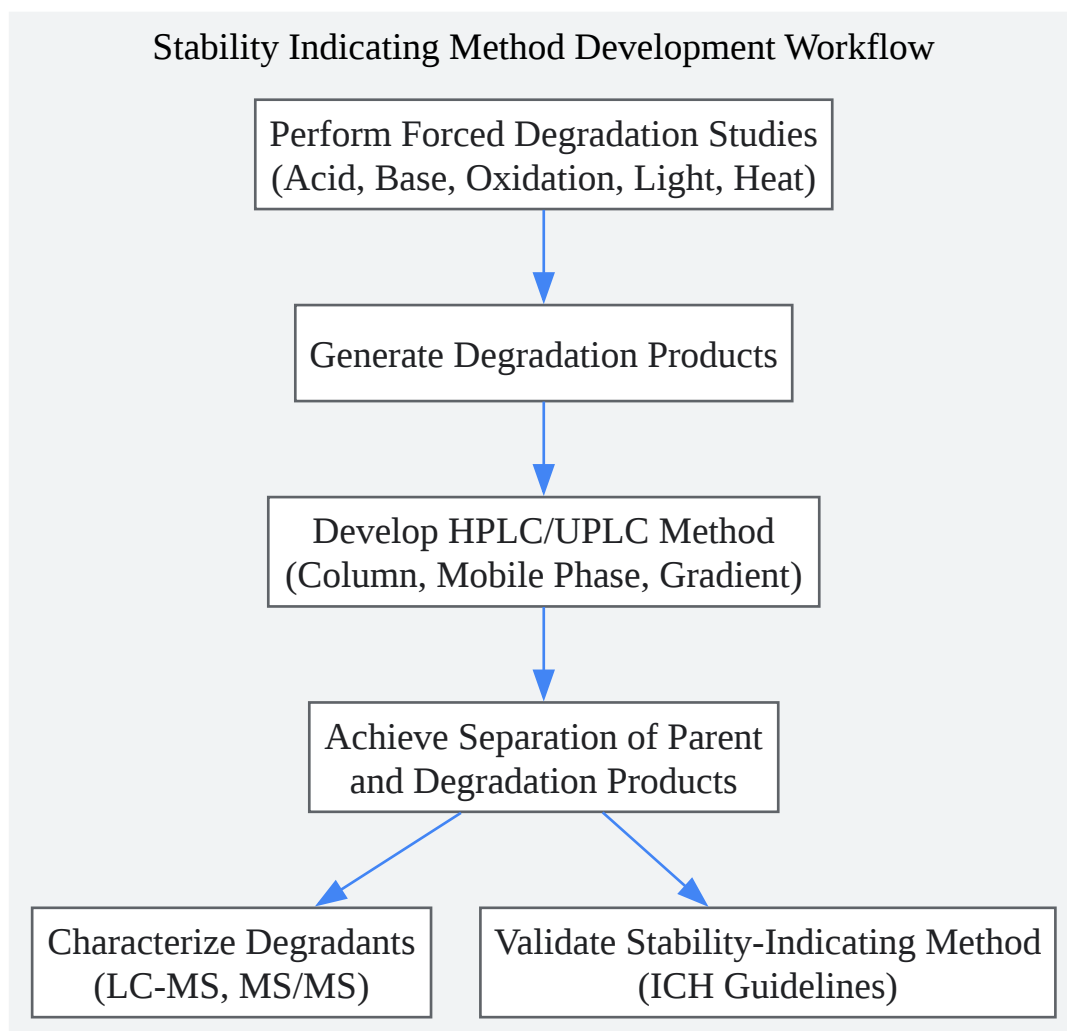 Stability Indicating Method Development Workflow
Perform Forced Degradation Studies
(Acid, Base, Oxidation, Light, Heat)
Generate Degradation Products
Develop HPLC/UPLC Method
(Column, Mobile Phase, Gradient)
Achieve Separation of Parent
and Degradation Products
Characterize Degradants
(LC-MS, MS/MS)
Validate Stability-Indicating Method
(ICH Guidelines)